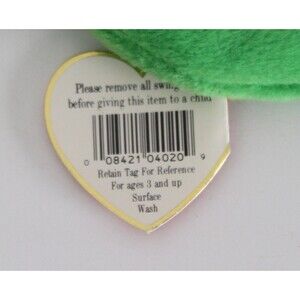 Please remove all swing
before giving this item to a child
0 08421 04020 9
Retain Tag For Reference
For ages 3 and up
Surface
Wash